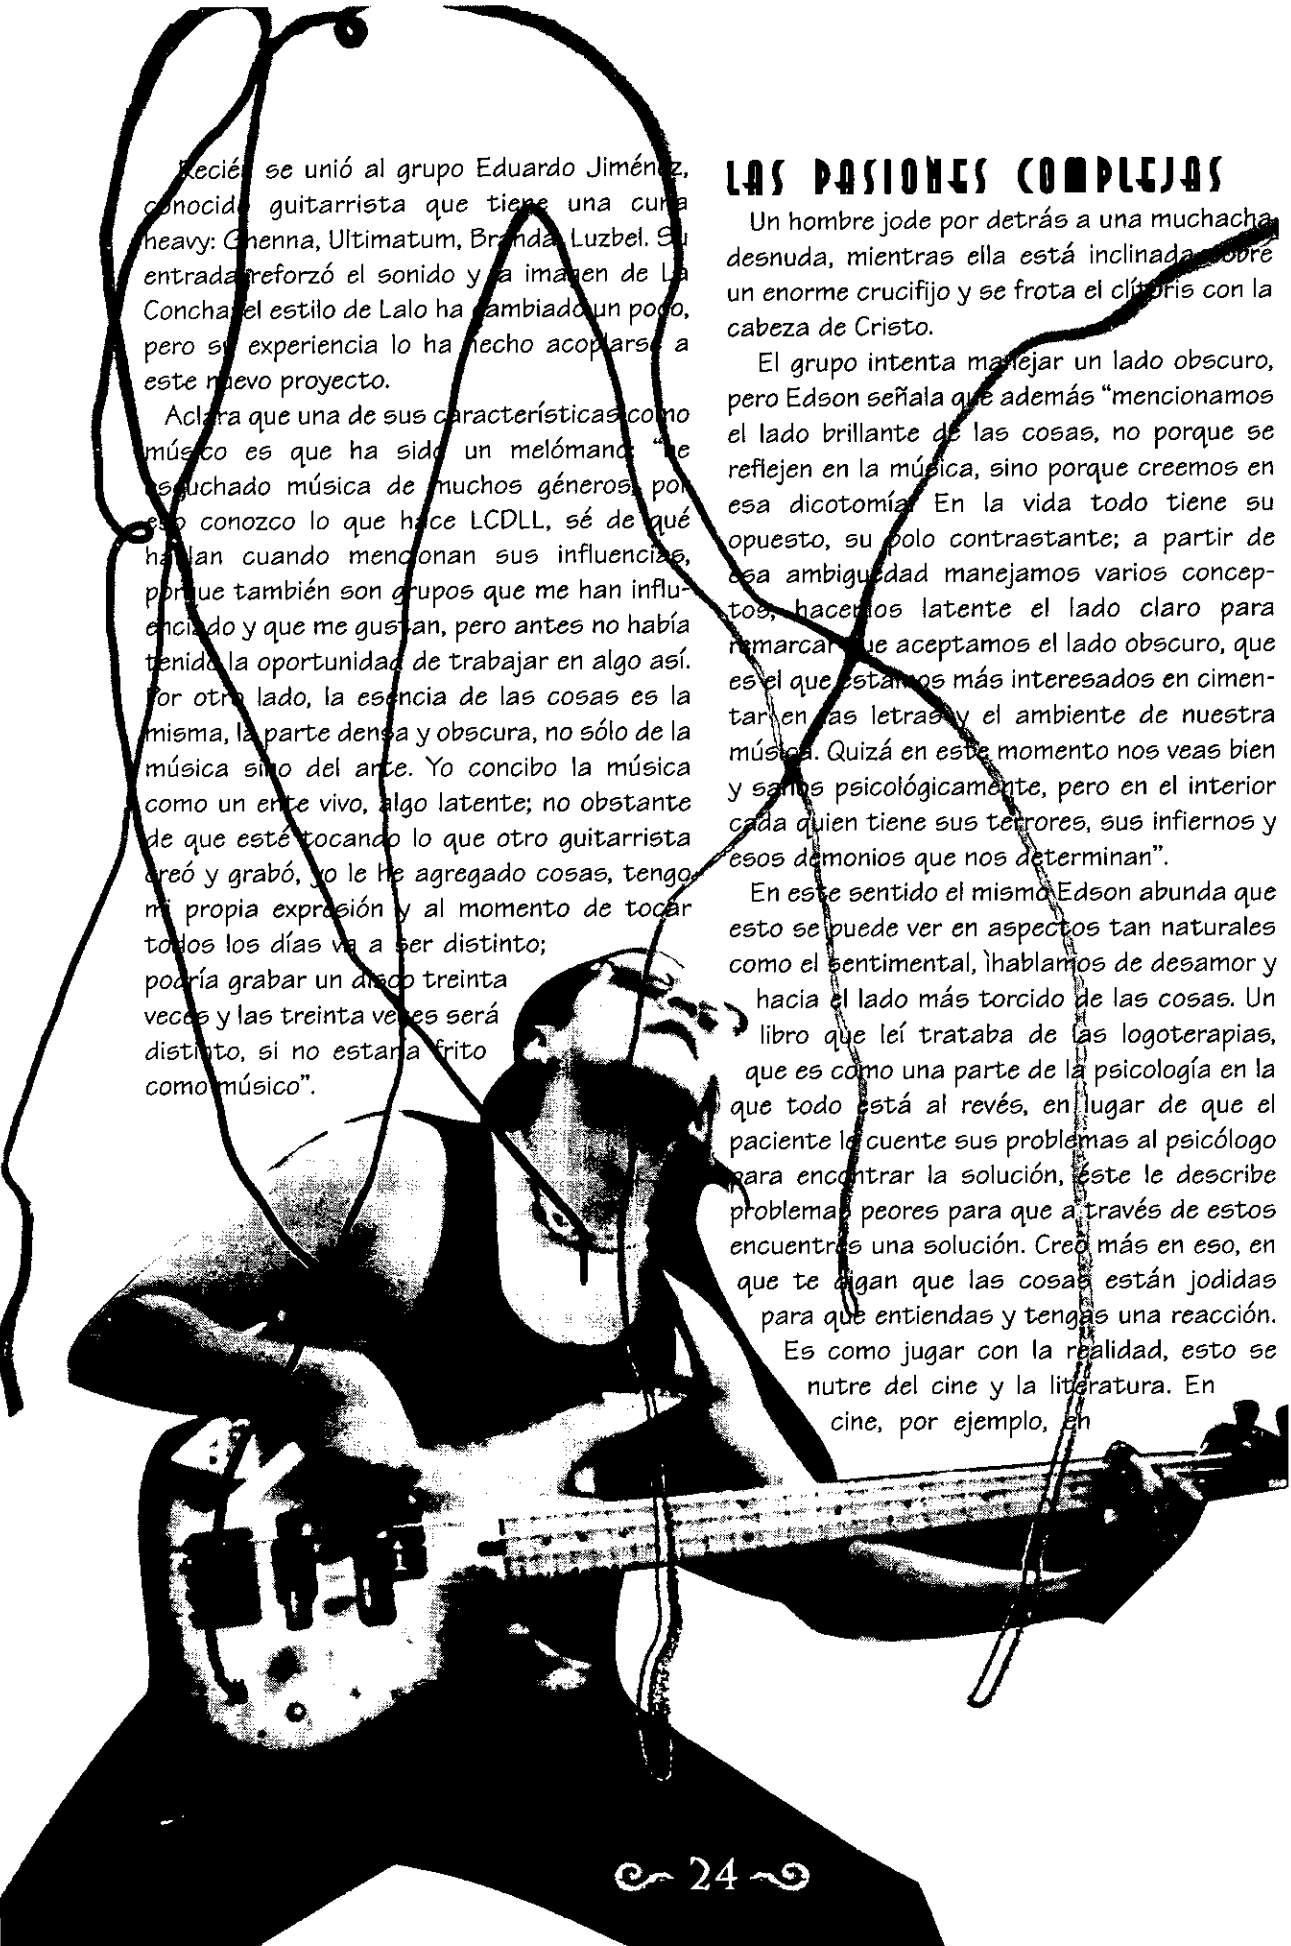 Recién se unió al grupo Eduardo Jiménez,
conocido guitarrista que tiene una cuna
heavy: Ghenna, Ultimatum, Branda, Luzbel. Su
entrada reforzó el sonido y la imagen de La
Concha, el estilo de Lalo ha cambiado un poco,
pero su experiencia lo ha hecho acoplarse a
este nuevo proyecto.
Aclara que una de sus características como
músico es que ha sido un melómano: “he
escuchado música de muchos géneros, por
eso conozco lo que hace LCDLL, sé de qué
hablan cuando mencionan sus influencias,
porque también son grupos que me han influ-
enciado y que me gustan, pero antes no había
tenido la oportunidad de trabajar en algo así.
Por otro lado, la esencia de las cosas es la
misma, la parte densa y obscura, no sólo de la
música sino del arte. Yo concibo la música
como un ente vivo, algo latente; no obstante
de que esté tocando lo que otro guitarrista
creó y grabó, yo le he agregado cosas, tengo
mi propia expresión y al momento de tocar
todos los días va a ser distinto;
podría grabar un disco treinta
veces y las treinta veces será
distinto, si no estaría frito
como músico”.
LAS PASIONES COMPLEJAS
Un hombre jode por detrás a una muchacha
desnuda, mientras ella está inclinada sobre
un enorme crucifijo y se frota el clítoris con la
cabeza de Cristo.
El grupo intenta manejar un lado obscuro,
pero Edson señala que además “mencionamos
el lado brillante de las cosas, no porque se
reflejen en la música, sino porque creemos en
esa dicotomía. En la vida todo tiene su
opuesto, su polo contrastante; a partir de
esa ambiguedad manejamos varios concep-
tos, hacemos latente el lado claro para
remarcar que aceptamos el lado obscuro, que
es el que estamos más interesados en cimen-
tar en las letras y el ambiente de nuestra
música. Quizá en este momento nos veas bien
y sanos psicológicamente, pero en el interior
cada quien tiene sus terrores, sus infiernos y
esos demonios que nos determinan”.
En este sentido el mismo Edson abunda que
esto se puede ver en aspectos tan naturales
como el sentimental, ìhablamos de desamor y
hacia el lado más torcido de las cosas. Un
libro que leí trataba de las logoterapias,
que es como una parte de la psicología en la
que todo está al revés, en lugar de que el
paciente le cuente sus problemas al psicólogo
para encontrar la solución, éste le describe
problemas peores para que a través de estos
encuentres una solución. Creo más en eso, en
que te digan que las cosas están jodidas
para que entiendas y tengas una reacción.
Es como jugar con la realidad, esto se
nutre del cine y la literatura. En
cine, por ejemplo, en
24